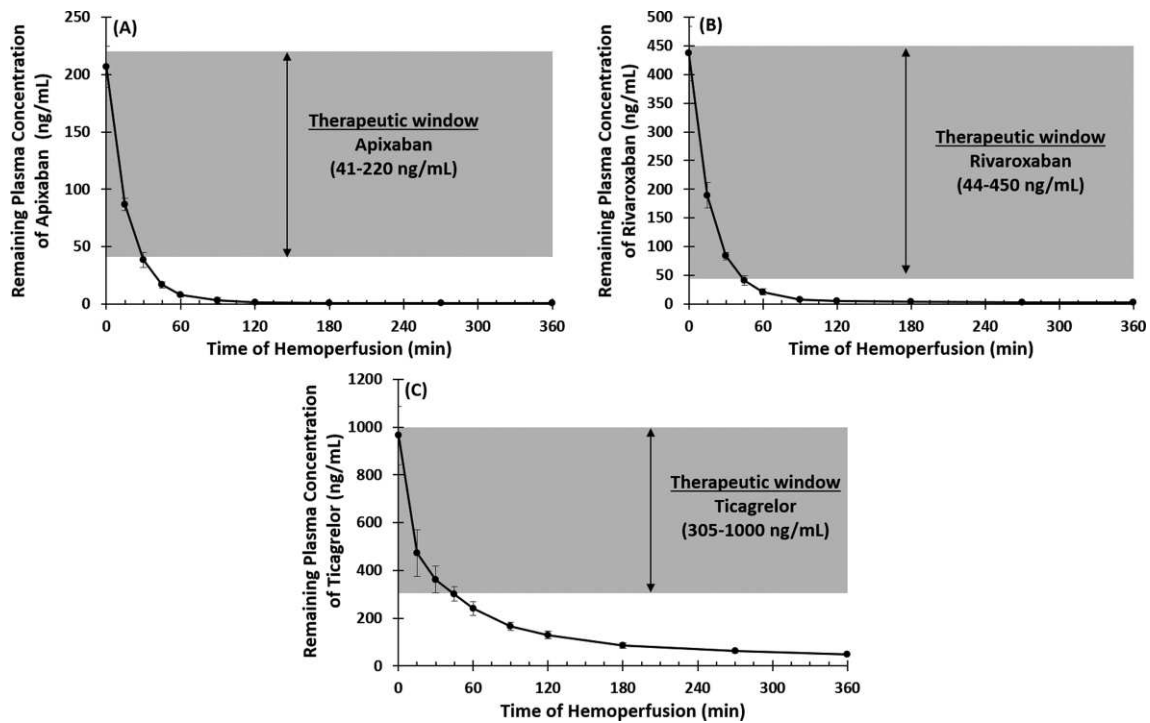 (A)
Remaining Plasma Concentration
of Apixaban (ng/mL)
250
200
150
100
50
0
Therapeutic window
Apixaban
(41-220 ng/mL)
0 60 120 180 240 300 360
Time of Hemoperfusion (min)
(B)
Remaining Plasma Concentration
of Rivaroxaban (ng/mL)
500
450
400
350
300
250
200
150
100
50
0
Therapeutic window
Rivaroxaban
(44-450 ng/mL)
0 60 120 180 240 300 360
Time of Hemoperfusion (min)
(C)
Remaining Plasma Concentration
of Ticagrelor (ng/mL)
1200
1000
800
600
400
200
0
Therapeutic window
Ticagrelor
(305-1000 ng/mL)
0 60 120 180 240 300 360
Time of Hemoperfusion (min)